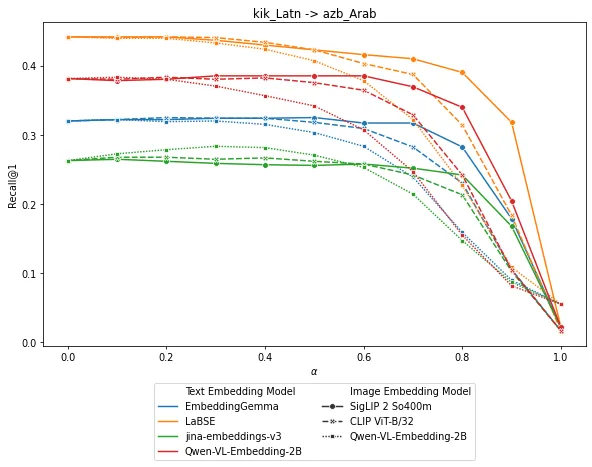 kik_Latn -> azb_Arab
Recall@1
0.4
0.3
0.2
0.1
0.0
0.0 0.2 0.4 0.6 0.8 1.0
α
Text Embedding Model Image Embedding Model
EmbeddingGemma SigLIP 2 So400m
LaBSE CLIP ViT-B/32
jina-embeddings-v3 Qwen-VL-Embedding-2B
Qwen-VL-Embedding-2B